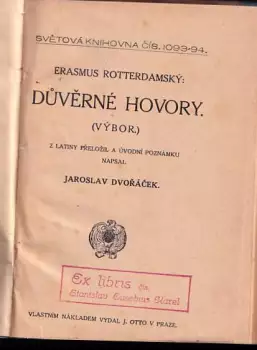 SVĚTOVÁ KNIHOVNA ČÍS. 1093-94.
ERASMUS ROTTERDAMSKÝ:
DŮVĚRNÉ HOVORY.
(VÝBOR.)
Z LATINY PŘELOŽIL A ÚVODNÍ POZNÁMKU
NAPSAL
JAROSLAV DVOŘÁČEK.
Ex libris
Stanislav
VLASTNÍM NÁKLADEM VYDAL J. OTTO V PRAZE.